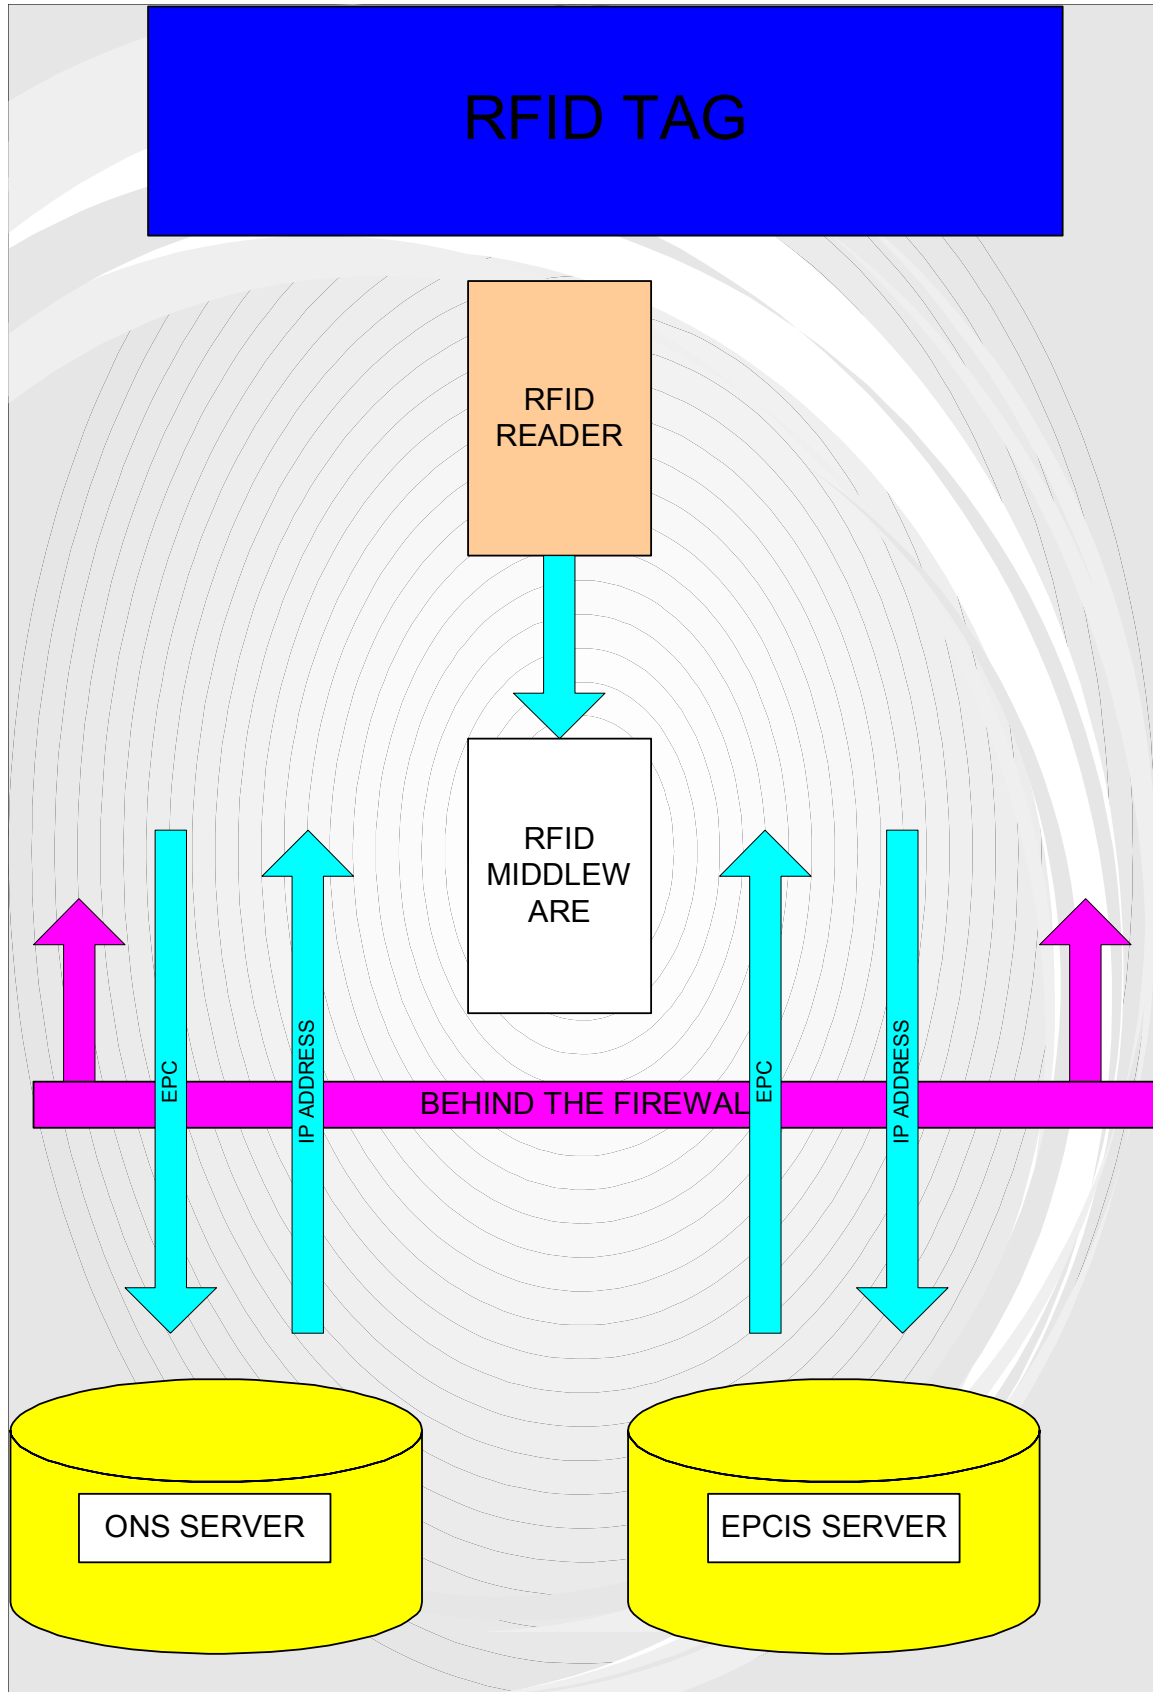 RFID TAG
RFID
READER
RFID
MIDDLEW
ARE
EPC
IP ADDRESS
BEHIND THE FIREWAL
EPC
IP ADDRESS
ONS SERVER
EPCIS SERVER